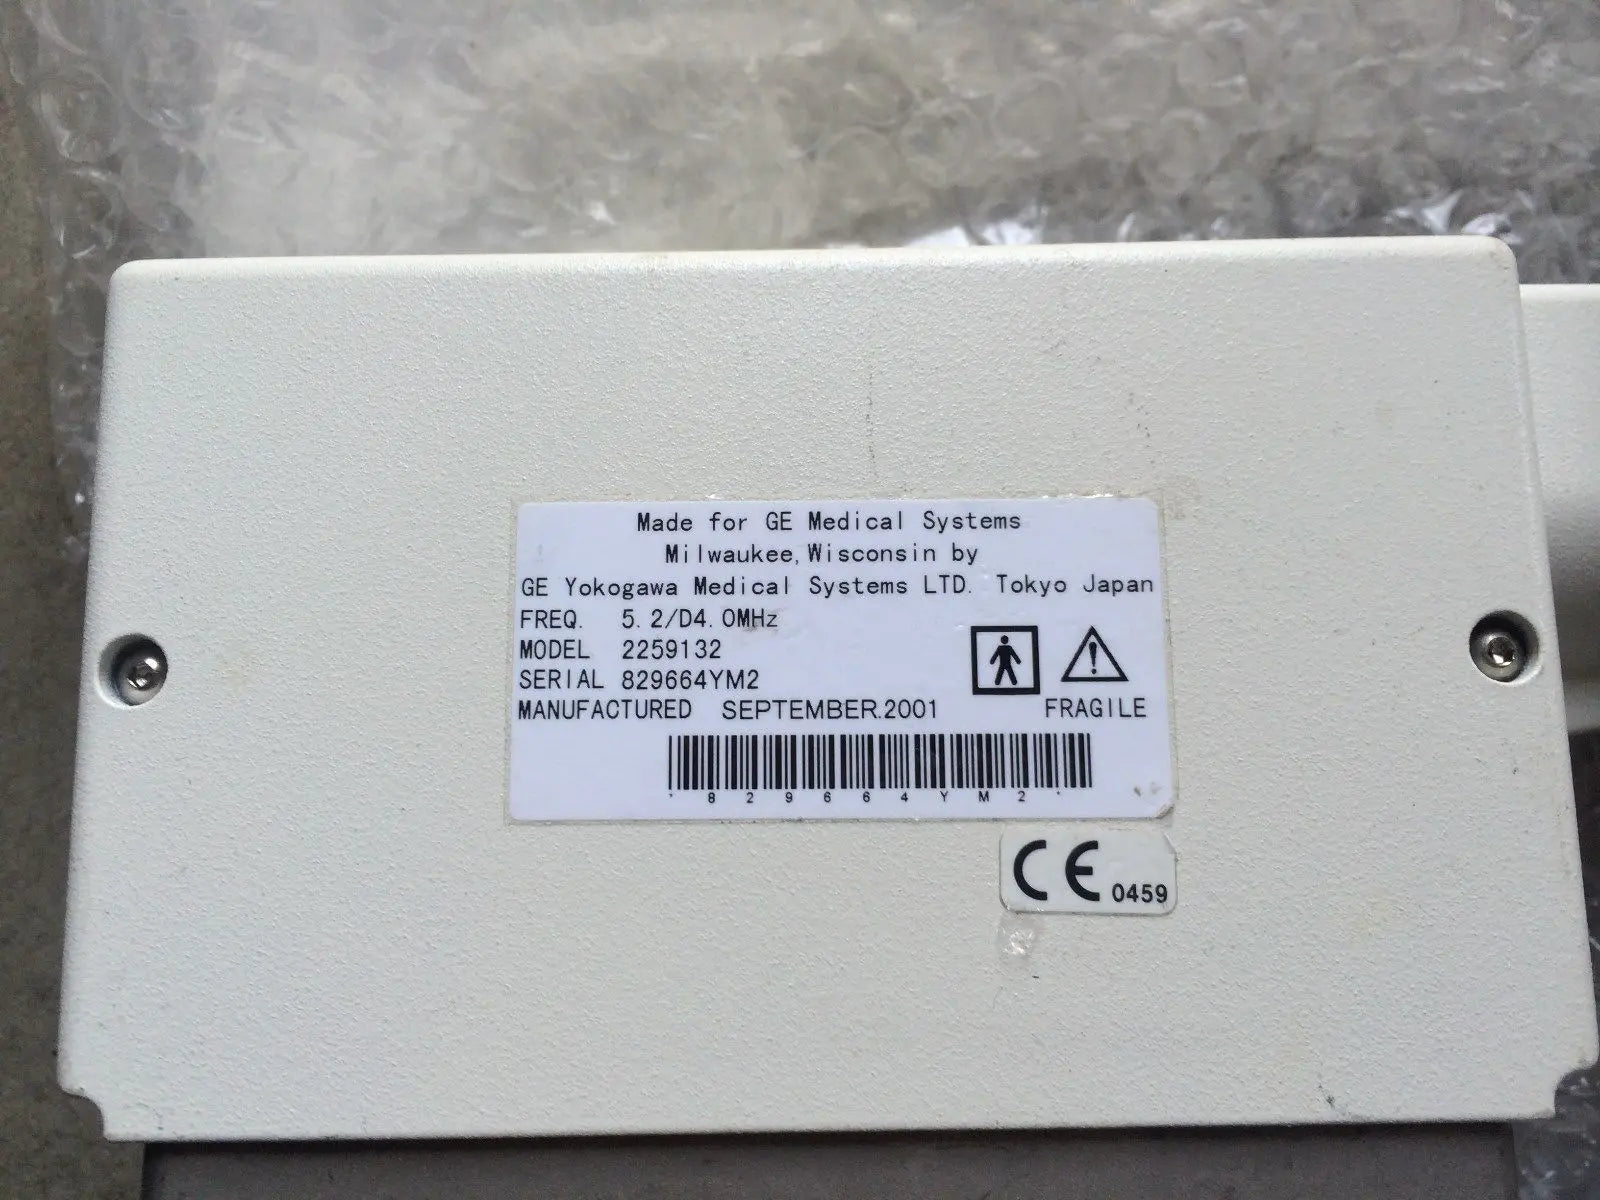 Made for GE Medical Systems
Milwaukee, Wisconsin by
GE Yokogawa Medical Systems LTD. Tokyo Japan
FREQ. 5.2/D4.0MHz
MODEL 2259132
SERIAL 829664YM2
MANUFACTURED SEPTEMBER.2001
FRAGILE
*829664YM2*
CE 0459